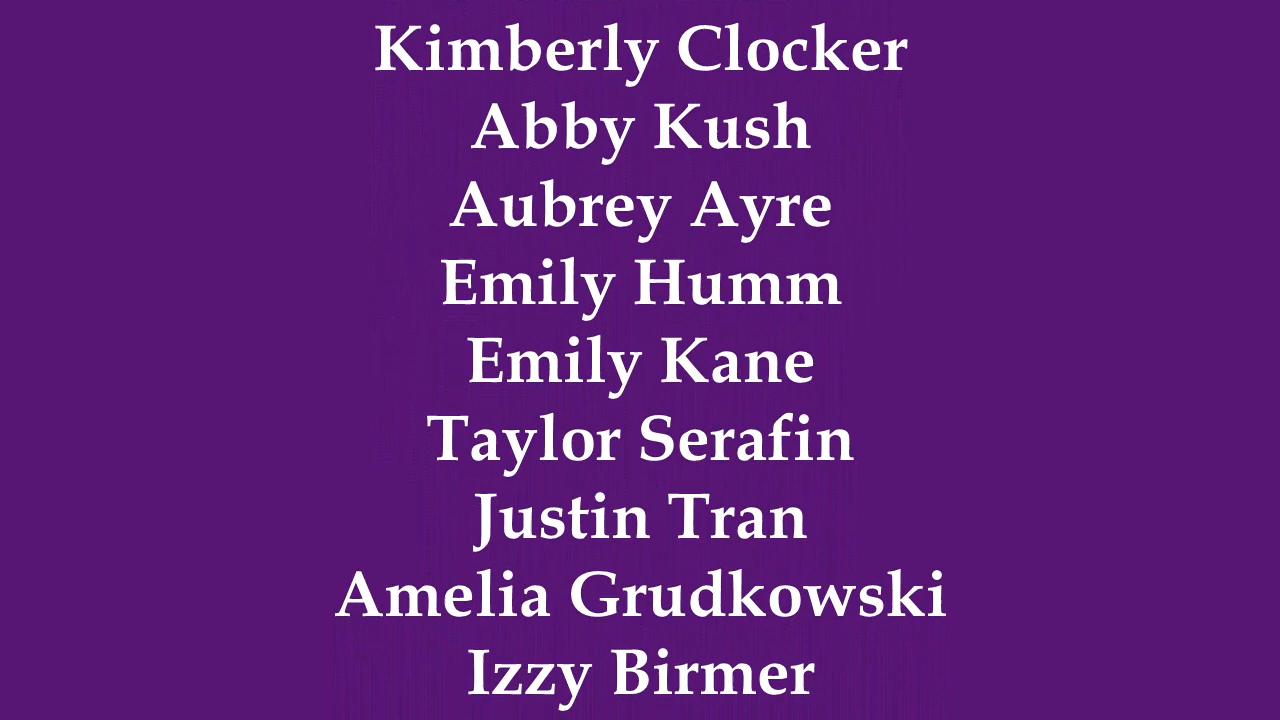 Kimberly Clocker
Abby Kush
Aubrey Ayre
Emily Humm
Emily Kane
Taylor Serafin
Justin Tran
Amelia Grudkowski
Izzy Birmer